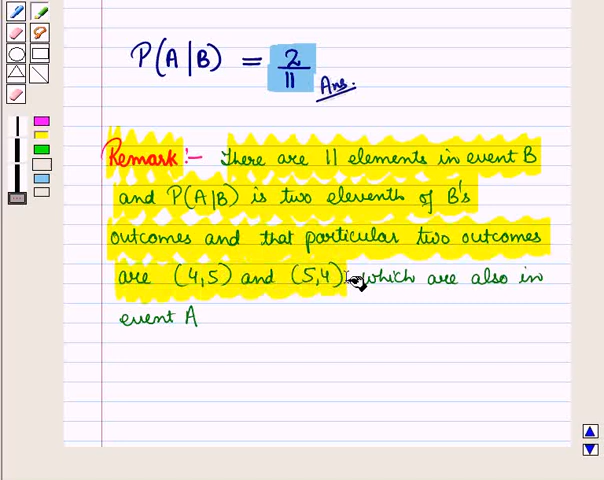 P(A|B) = 2/11 Ans.
Remark :- There are 11 elements in event B
and P(A|B) is two eleventh of B's
outcomes and that particular two outcomes
are (4,5) and (5,4) which are also in
event A